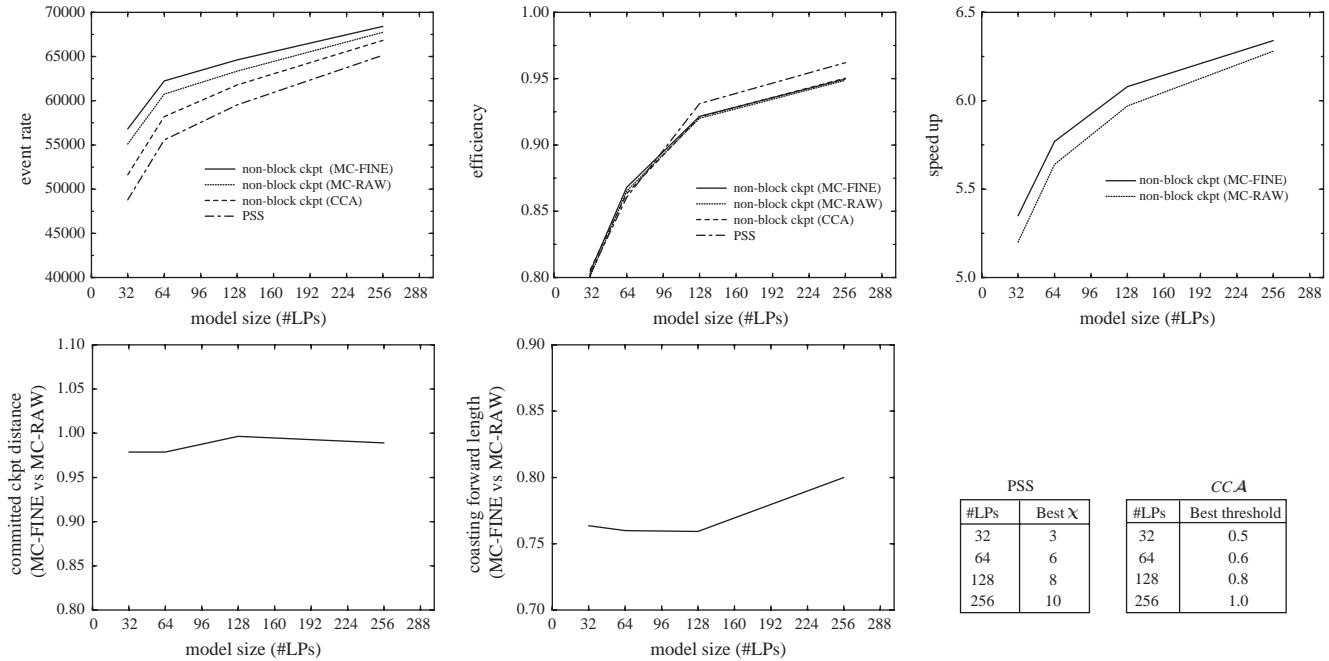 70000
65000
60000
55000
50000
45000
40000
event rate
non-block ckpt (MC-FINE)
non-block ckpt (MC-RAW)
non-block ckpt (CCA)
PSS
0 32 64 96 128 160 192 224 256 288
model size (#LPs)
1.00
0.95
0.90
0.85
0.80
efficiency
non-block ckpt (MC-FINE)
non-block ckpt (MC-RAW)
non-block ckpt (CCA)
PSS
0 32 64 96 128 160 192 224 256 288
model size (#LPs)
6.5
6.0
5.5
5.0
speed up
non-block ckpt (MC-FINE)
non-block ckpt (MC-RAW)
0 32 64 96 128 160 192 224 256 288
model size (#LPs)
1.10
1.05
1.00
0.95
0.90
0.85
0.80
committed ckpt distance
(MC-FINE vs MC-RAW)
0 32 64 96 128 160 192 224 256 288
model size (#LPs)
0.90
0.85
0.80
0.75
0.70
coasting forward length
(MC-FINE vs MC-RAW)
0 32 64 96 128 160 192 224 256 288
model size (#LPs)
PSS
#LPs Best χ
32 3
64 6
128 8
256 10
CCA
#LPs Best threshold
32 0.5
64 0.6
128 0.8
256 1.0